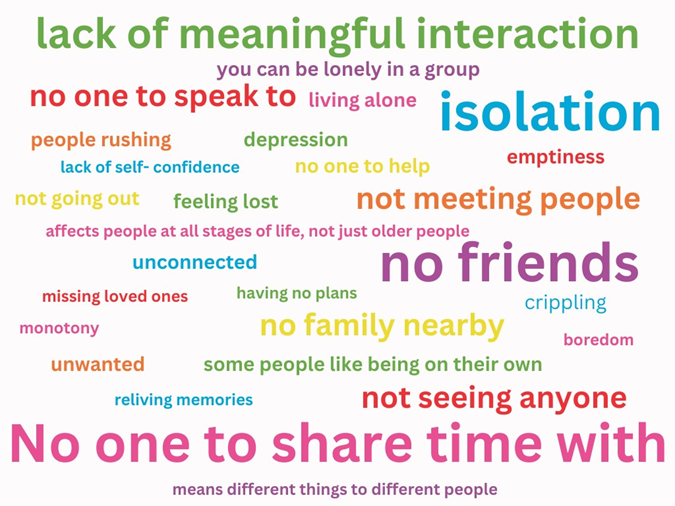 lack of meaningful interaction
you can be lonely in a group
no one to speak to
living alone
isolation
people rushing
depression
lack of self- confidence
no one to help
emptiness
not going out
feeling lost
not meeting people
affects people at all stages of life, not just older people
unconnected
no friends
missing loved ones
having no plans
crippling
monotony
no family nearby
boredom
unwanted
some people like being on their own
reliving memories
not seeing anyone
No one to share time with
means different things to different people